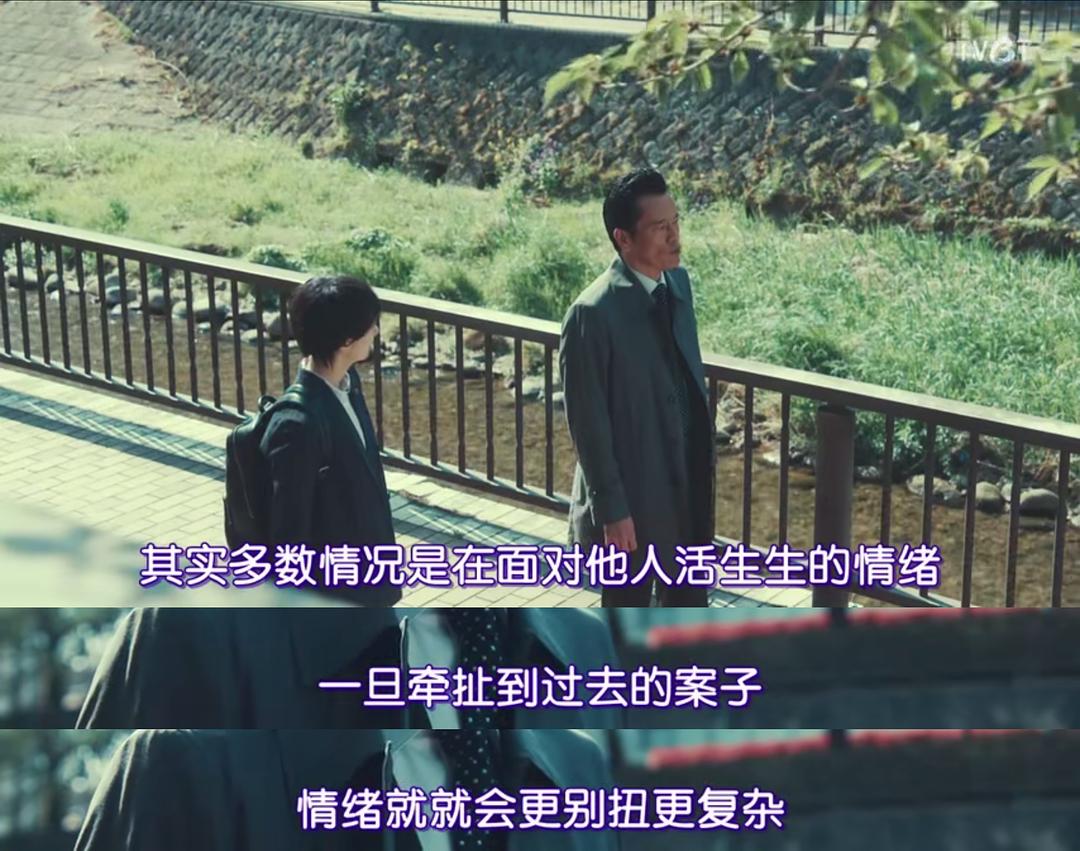 其实多数情况是在面对他人活生生的情绪
一旦牵扯到过去的案子
情绪就就会更别扭更复杂